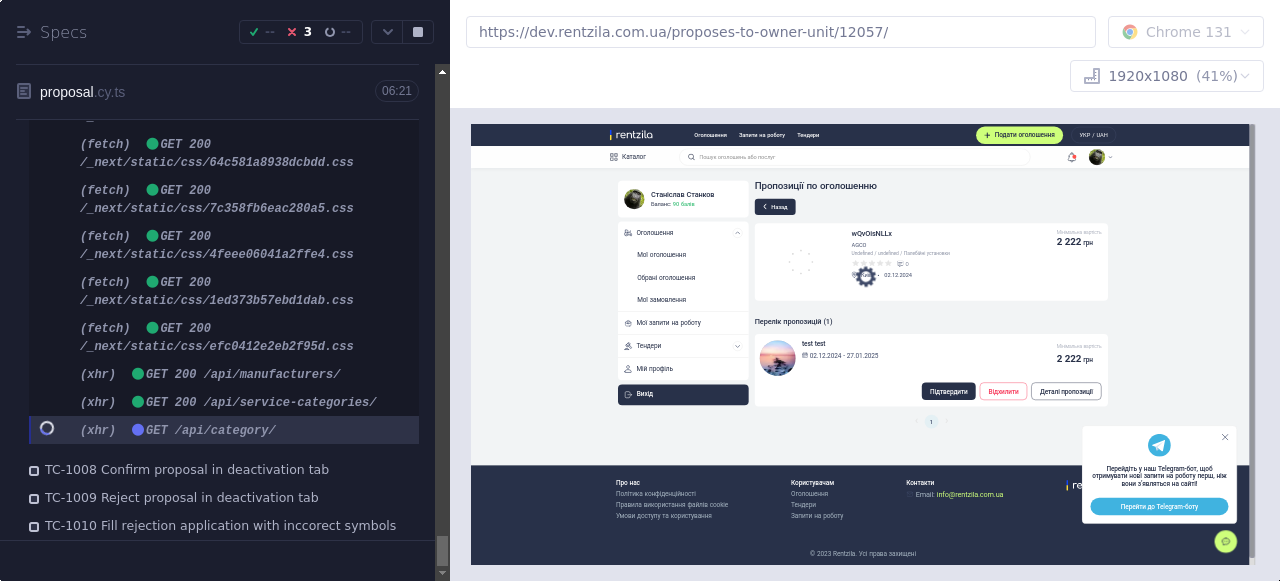 Specs
--
3
--
https://dev.rentzila.com.ua/proposes-to-owner-unit/12057/
Chrome 131
1920x1080 (41%)
proposal.cy.ts
06:21
(fetch) GET 200
/_next/static/css/64c581a8938dcbdd.css
(fetch) GET 200
/_next/static/css/7c358fb6eac280a5.css
(fetch) GET 200
/_next/static/css/4feee06041a2ffe4.css
(fetch) GET 200
/_next/static/css/1ed373b57ebd1dab.css
(fetch) GET 200
/_next/static/css/efc0412e2eb2f95d.css
(xhr) GET 200 /api/manufacturers/
(xhr) GET 200 /api/service-categories/
(xhr) GET /api/category/
TC-1008 Confirm proposal in deactivation tab
TC-1009 Reject proposal in deactivation tab
TC-1010 Fill rejection application with inccorect symbols
rentzila
Оголошення
Запити на роботу
Тендери
+ Подати оголошення
УКР / UAH
Каталог
Пошук оголошень або послуг
Станіслав Станков
Баланс: 90 балів
Оголошення
Мої оголошення
Обрані оголошення
Мої замовлення
Мої запити на роботу
Тендери
Мій профіль
Вихід
Пропозиції по оголошенню
Назад
wQvOisNLLx
AGCO
Undefined / undefined / Палебійні установки
0
02.12.2024
Мінімальна вартість
2 222 грн
Перелік пропозицій (1)
test test
02.12.2024 - 27.01.2025
Мінімальна вартість
2 222 грн
Підтвердити
Відхилити
Деталі пропозиції
1
Перейдіть у наш Telegram-бот, щоб
отримувати нові запити на роботу перш, ніж
вони з'являться на сайті!
Перейти до Telegram-боту
Про нас
Політика конфіденційності
Правила використання файлів cookie
Умови доступу та користування
Користувачам
Оголошення
Тендери
Запити на роботу
Контакти
Email: info@rentzila.com.ua
© 2023 Rentzila. Усі права захищені